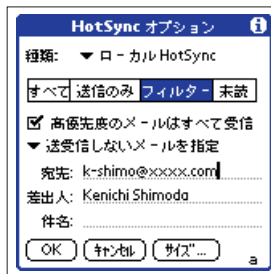 HotSync オプション
種類: ▼ ローカル HotSync
すべて 送信のみ フィルター 未読
高優先度のメールはすべて受信
▼ 送受信しないメールを指定
宛先: k-shimo@xxxx.com
差出人: Kenichi Shimoda
件名:
OK キャンセル サイズ... a